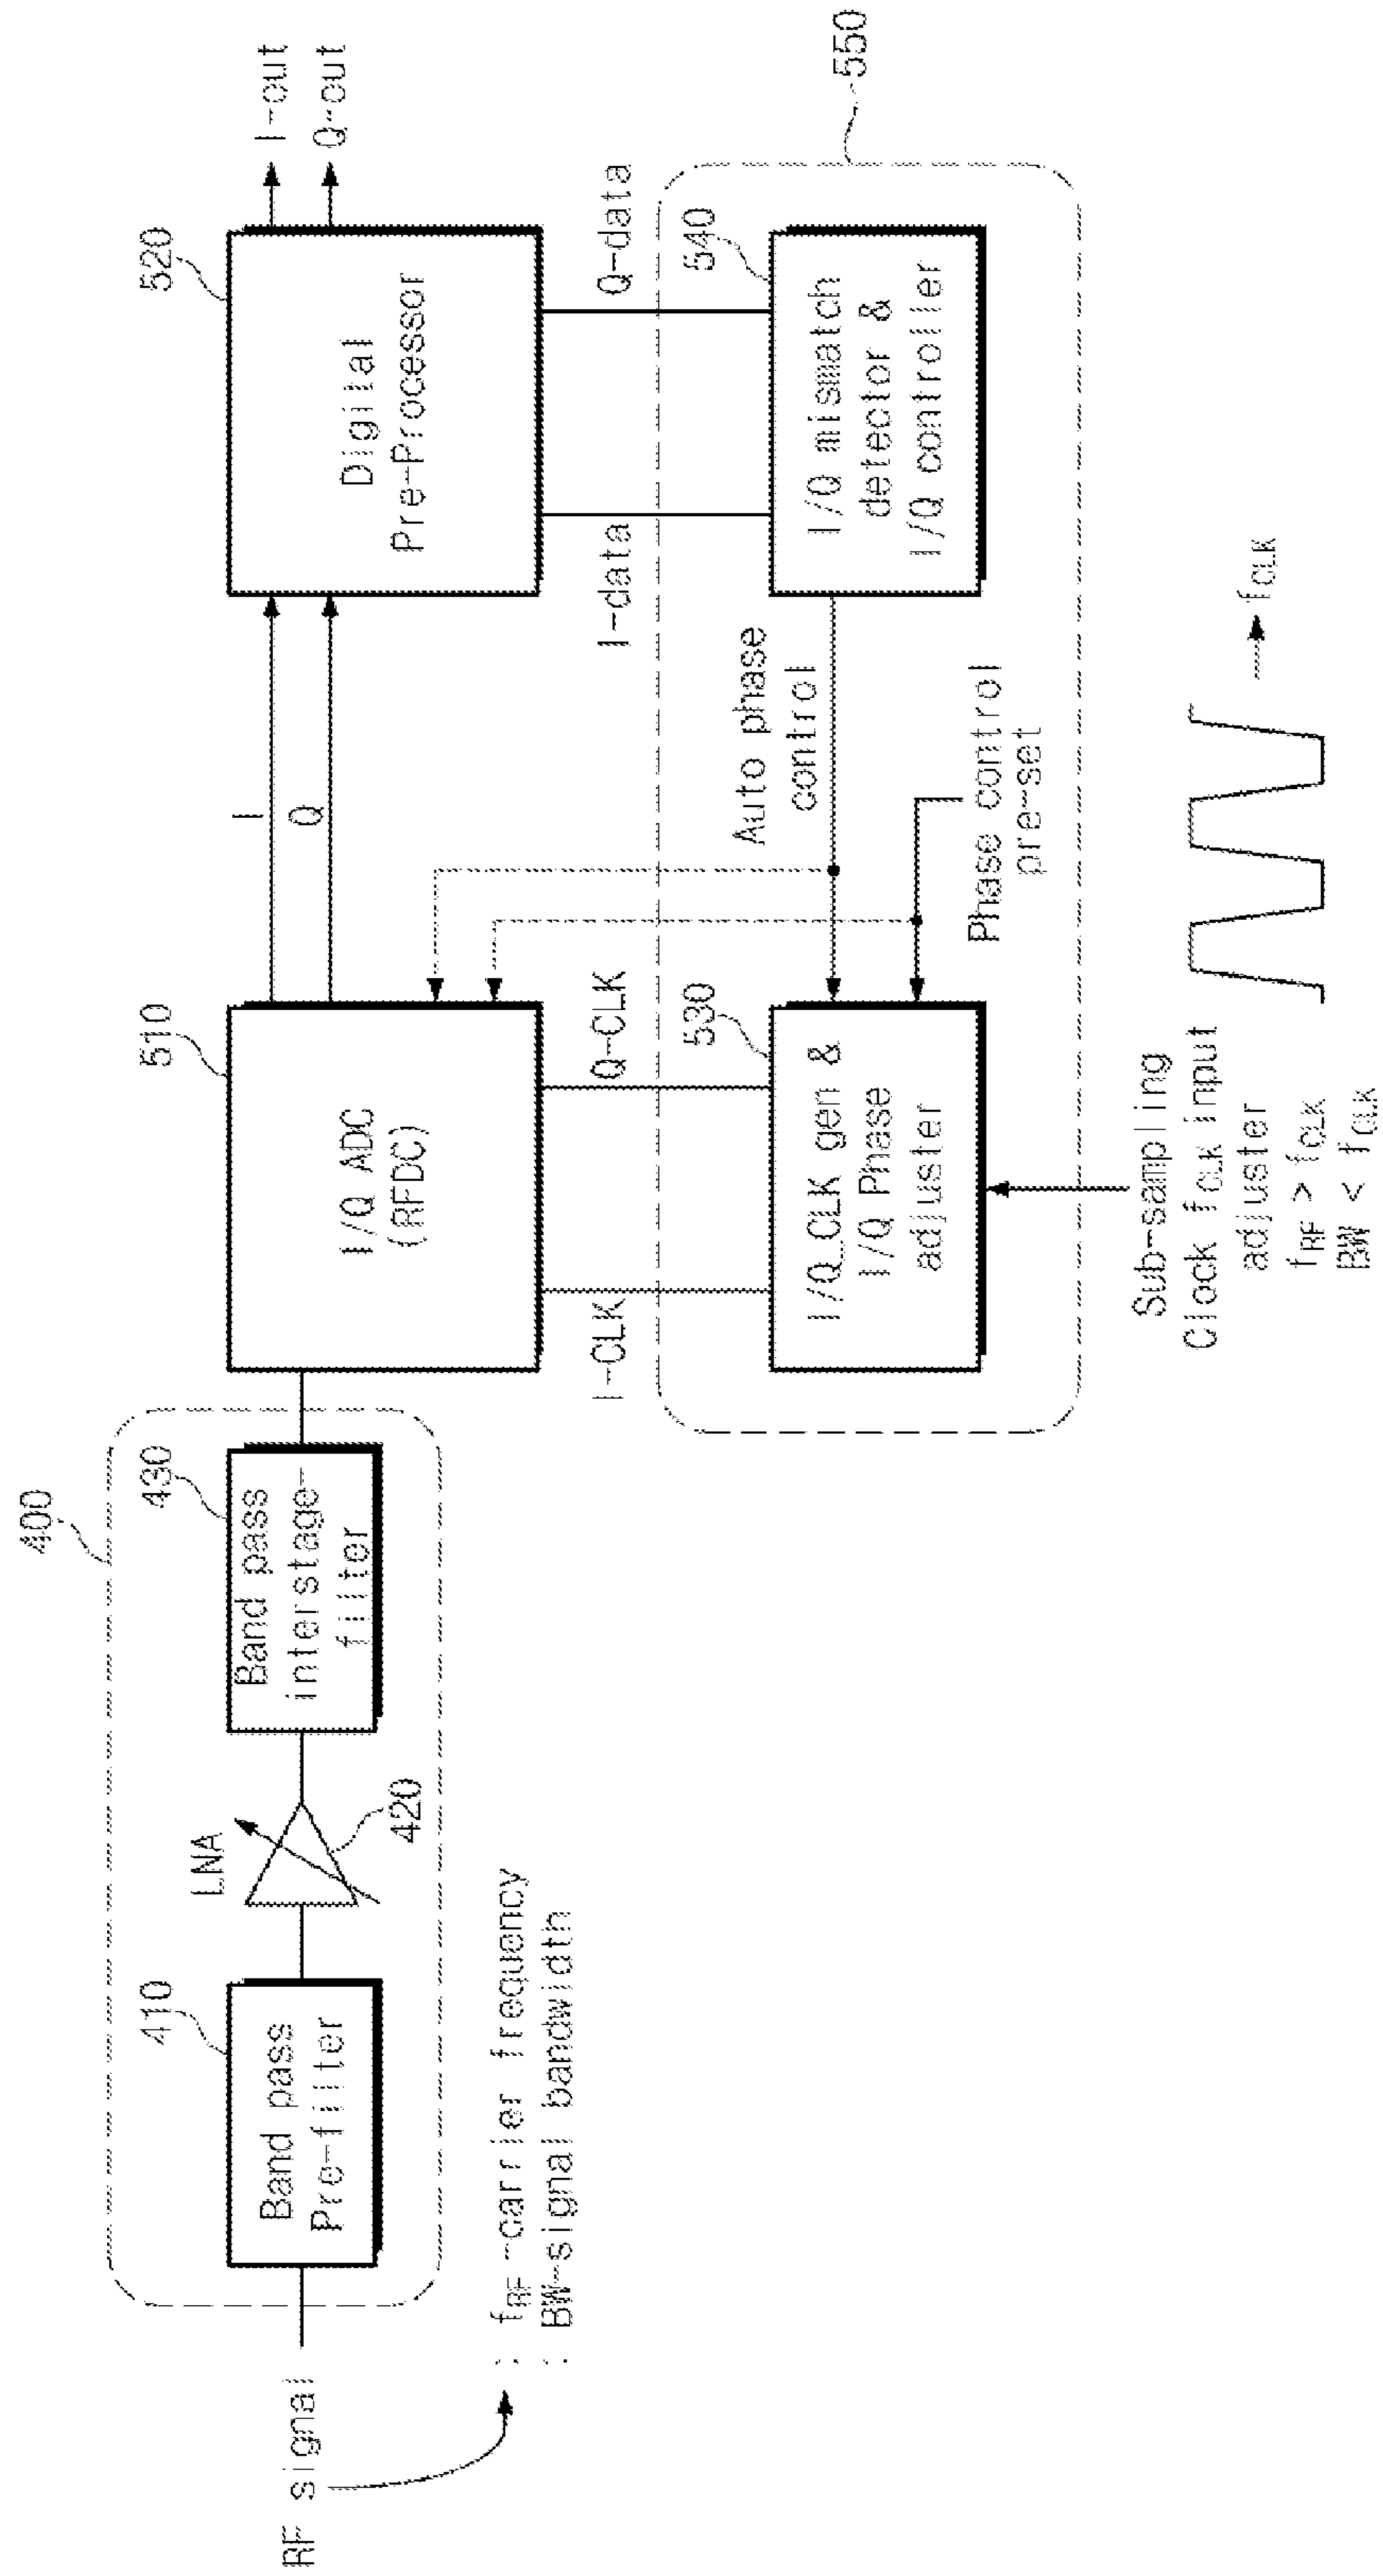 400
410
Band pass
Pre-filter
LNA
420
430
Band pass
interstage-
filter
RF signal
: fRF -carrier frequency
: BW-signal bandwidth
510
I/Q ADC
(RFDC)
I
Q
520
Digital
Pre-Processor
I-out
Q-out
I-CLK
Q-CLK
I-data
Q-data
530
I/Q_CLK gen &
I/Q Phase
adjuster
Auto phase
control
Phase control
pre-set
540
I/Q mismatch
detector &
I/Q controller
550
Sub-sampling
Clock fCLK input
adjuster
fRF > fCLK
BW < fCLK
fCLK